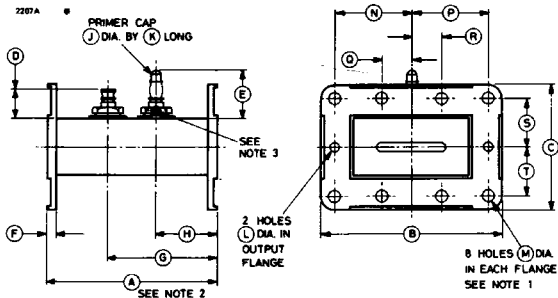 2207A
PRIMER CAP
J DIA. BY K LONG
N
P
D
Q
R
E
S
C
T
SEE
NOTE 3
F
H
G
A
SEE NOTE 2
2 HOLES
L DIA. IN
OUTPUT
FLANGE
B
8 HOLES M DIA.
IN EACH FLANGE
SEE NOTE 1